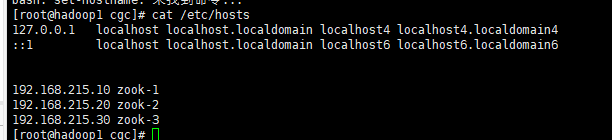 bash: set-hostname: 未找到命令...
[root@hadoop1 cgc]# cat /etc/hosts
127.0.0.1   localhost localhost.localdomain localhost4 localhost4.localdomain4
::1         localhost localhost.localdomain localhost6 localhost6.localdomain6
192.168.215.10 zook-1
192.168.215.20 zook-2
192.168.215.30 zook-3
[root@hadoop1 cgc]#